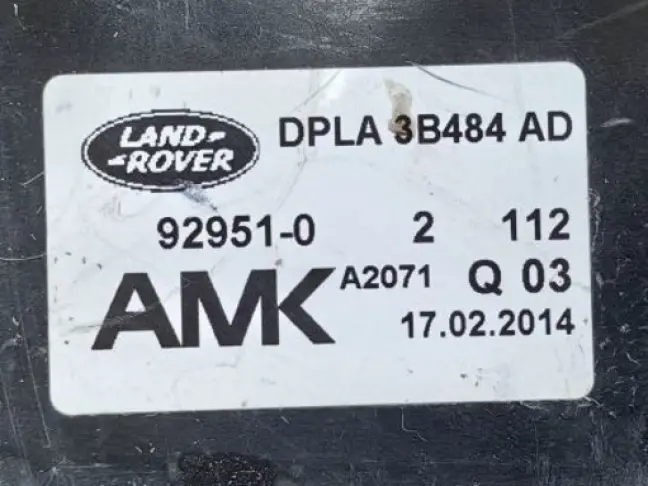 LAND-
-ROVER
DPLA 3B484 AD
92951-0 2 112
AMK A2071 Q 03
17.02.2014